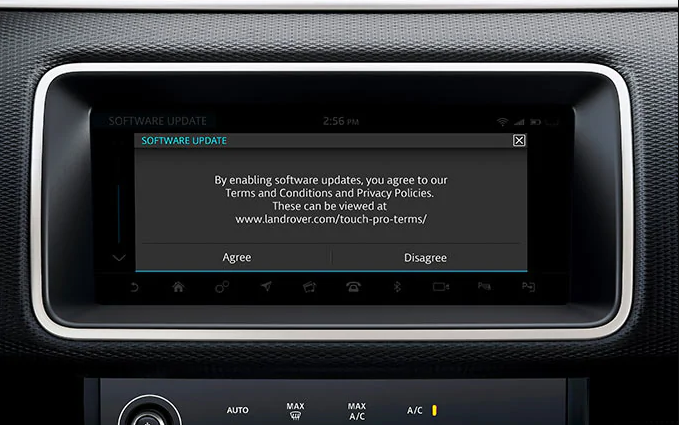 SOFTWARE UPDATE
2:56 PM
SOFTWARE UPDATE
By enabling software updates, you agree to our
Terms and Conditions and Privacy Policies.
These can be viewed at
www.landrover.com/touch-pro-terms/
Agree
Disagree
AUTO
MAX
MAX
A/C
A/C